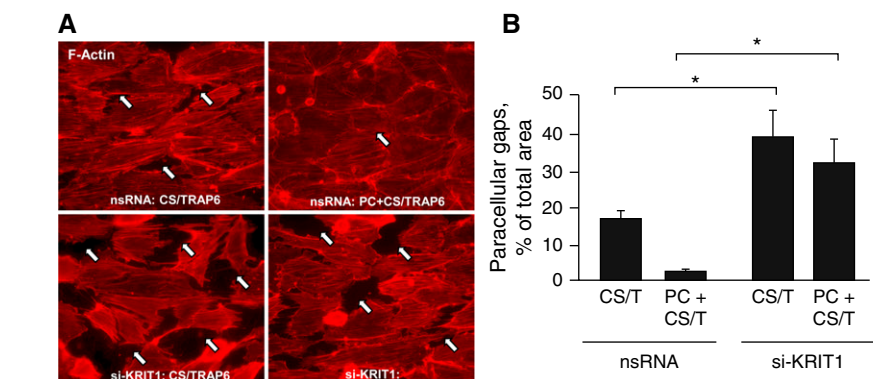 A
F-Actin
nsRNA: CS/TRAP6
nsRNA: PC+CS/TRAP6
si-KRIT1: CS/TRAP6
si-KRIT1:
B
*
*
Paracellular gaps,
% of total area
50
40
30
20
10
0
CS/T
PC +
CS/T
CS/T
PC +
CS/T
nsRNA
si-KRIT1